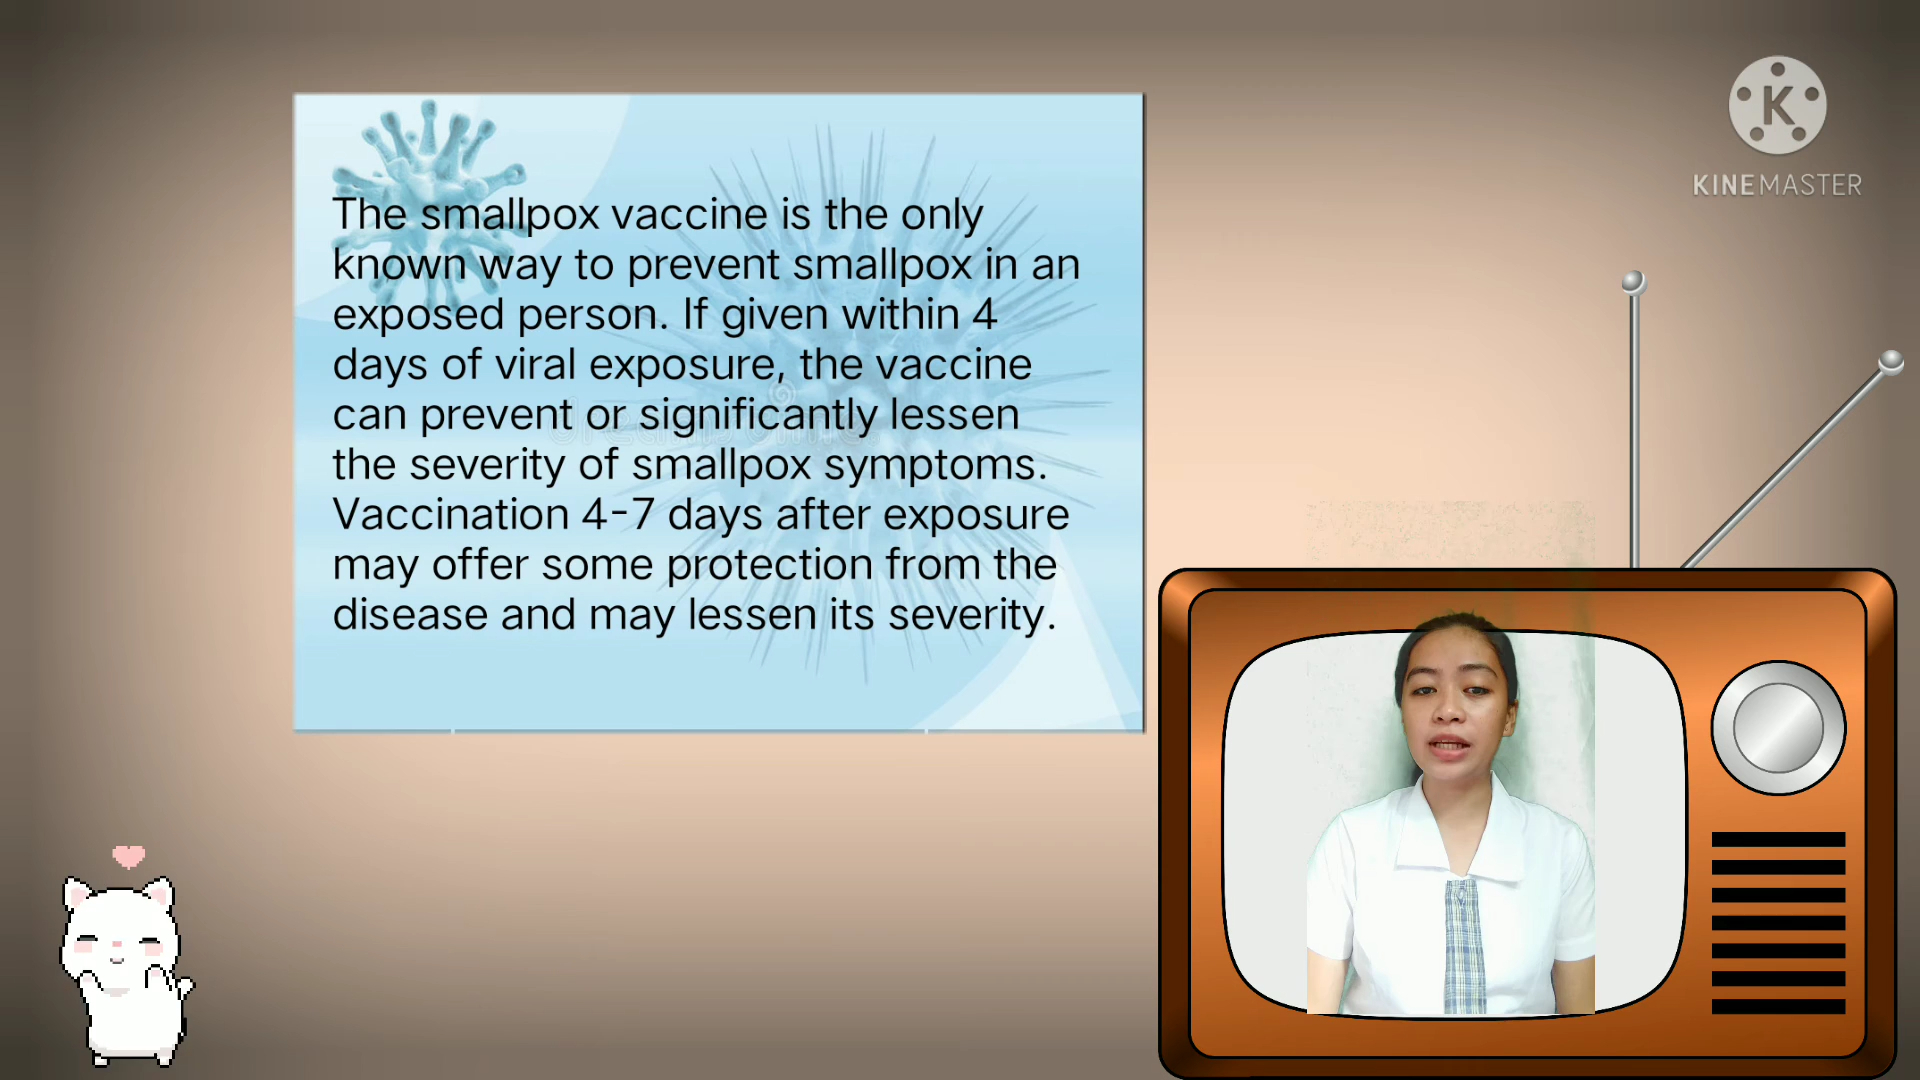 The smallpox vaccine is the only
known way to prevent smallpox in an
exposed person. If given within 4
days of viral exposure, the vaccine
can prevent or significantly lessen
the severity of smallpox symptoms.
Vaccination 4-7 days after exposure
may offer some protection from the
disease and may lessen its severity.
K
KINEMASTER